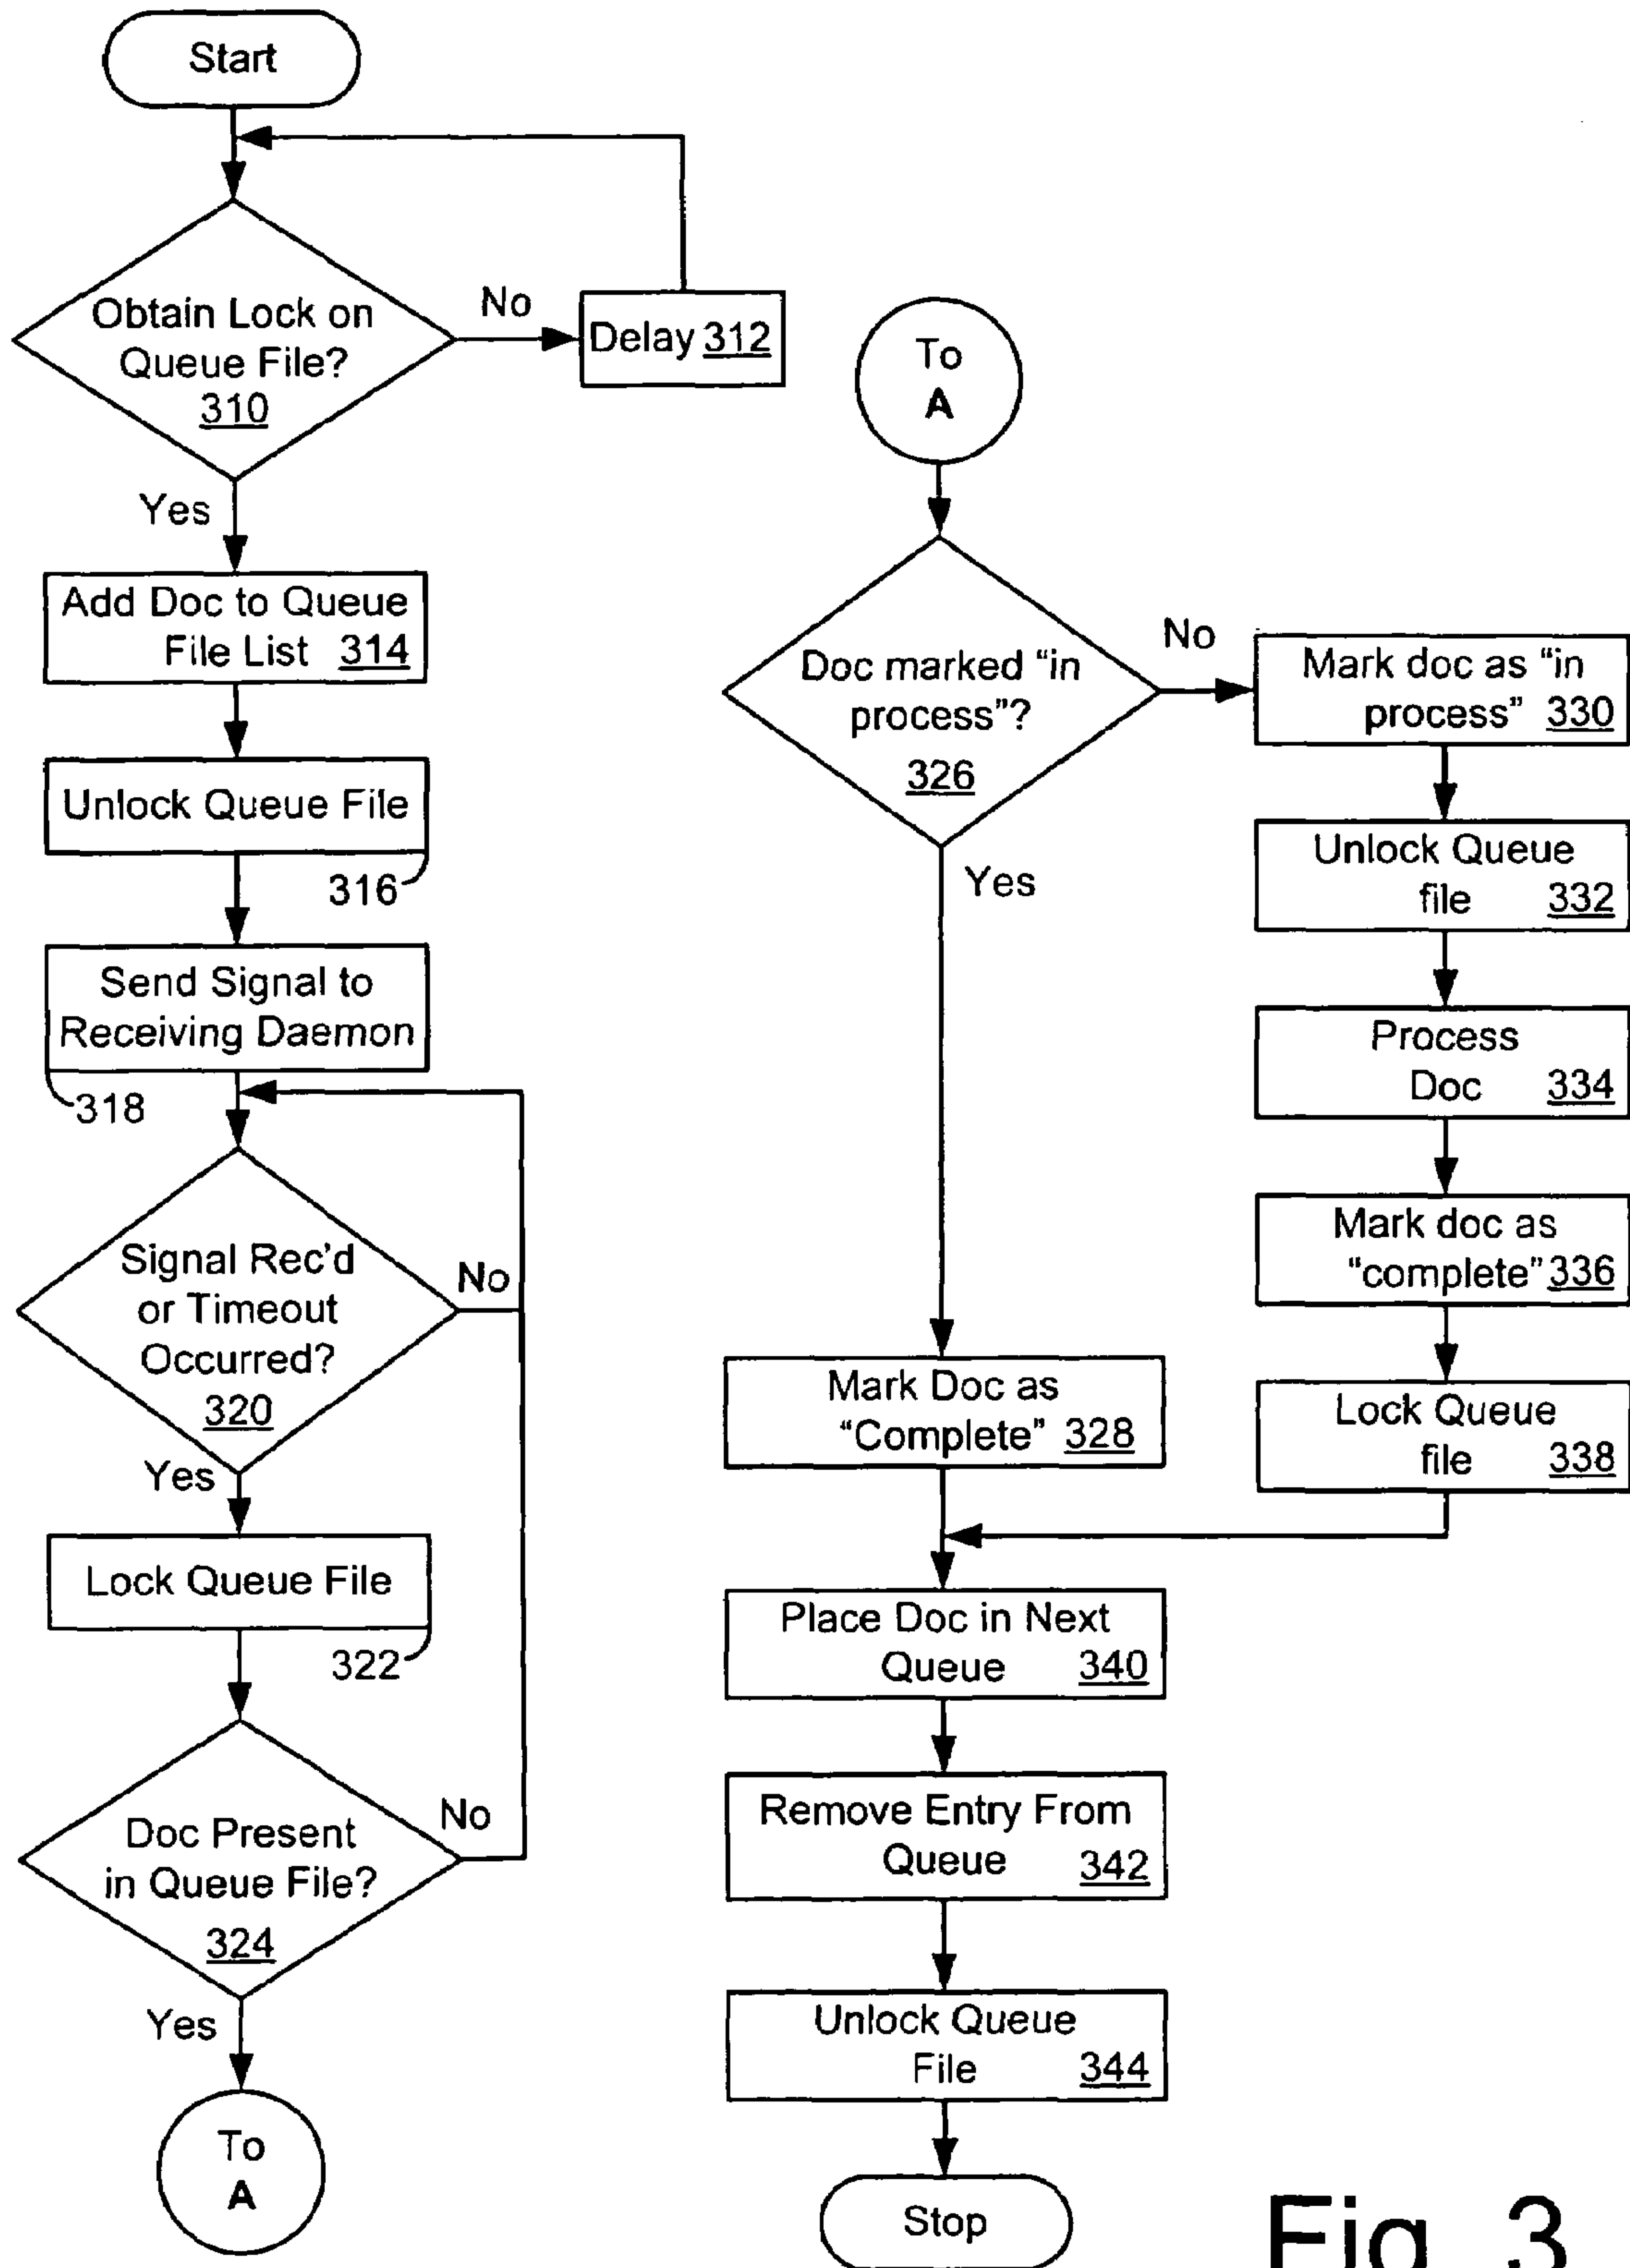 Start
Obtain Lock on
Queue File?
310
No
Delay 312
Yes
Add Doc to Queue
File List 314
Unlock Queue File
316
Send Signal to
Receiving Daemon
318
Signal Rec'd
or Timeout
Occurred?
320
No
Yes
Lock Queue File
322
Doc Present
in Queue File?
324
No
Yes
To
A
To
A
Doc marked “in
process”?
326
No
Yes
Mark doc as “in
process” 330
Unlock Queue
file 332
Process
Doc 334
Mark doc as
“complete” 336
Lock Queue
file 338
Mark Doc as
“Complete” 328
Place Doc in Next
Queue 340
Remove Entry From
Queue 342
Unlock Queue
File 344
Stop
Fig. 3